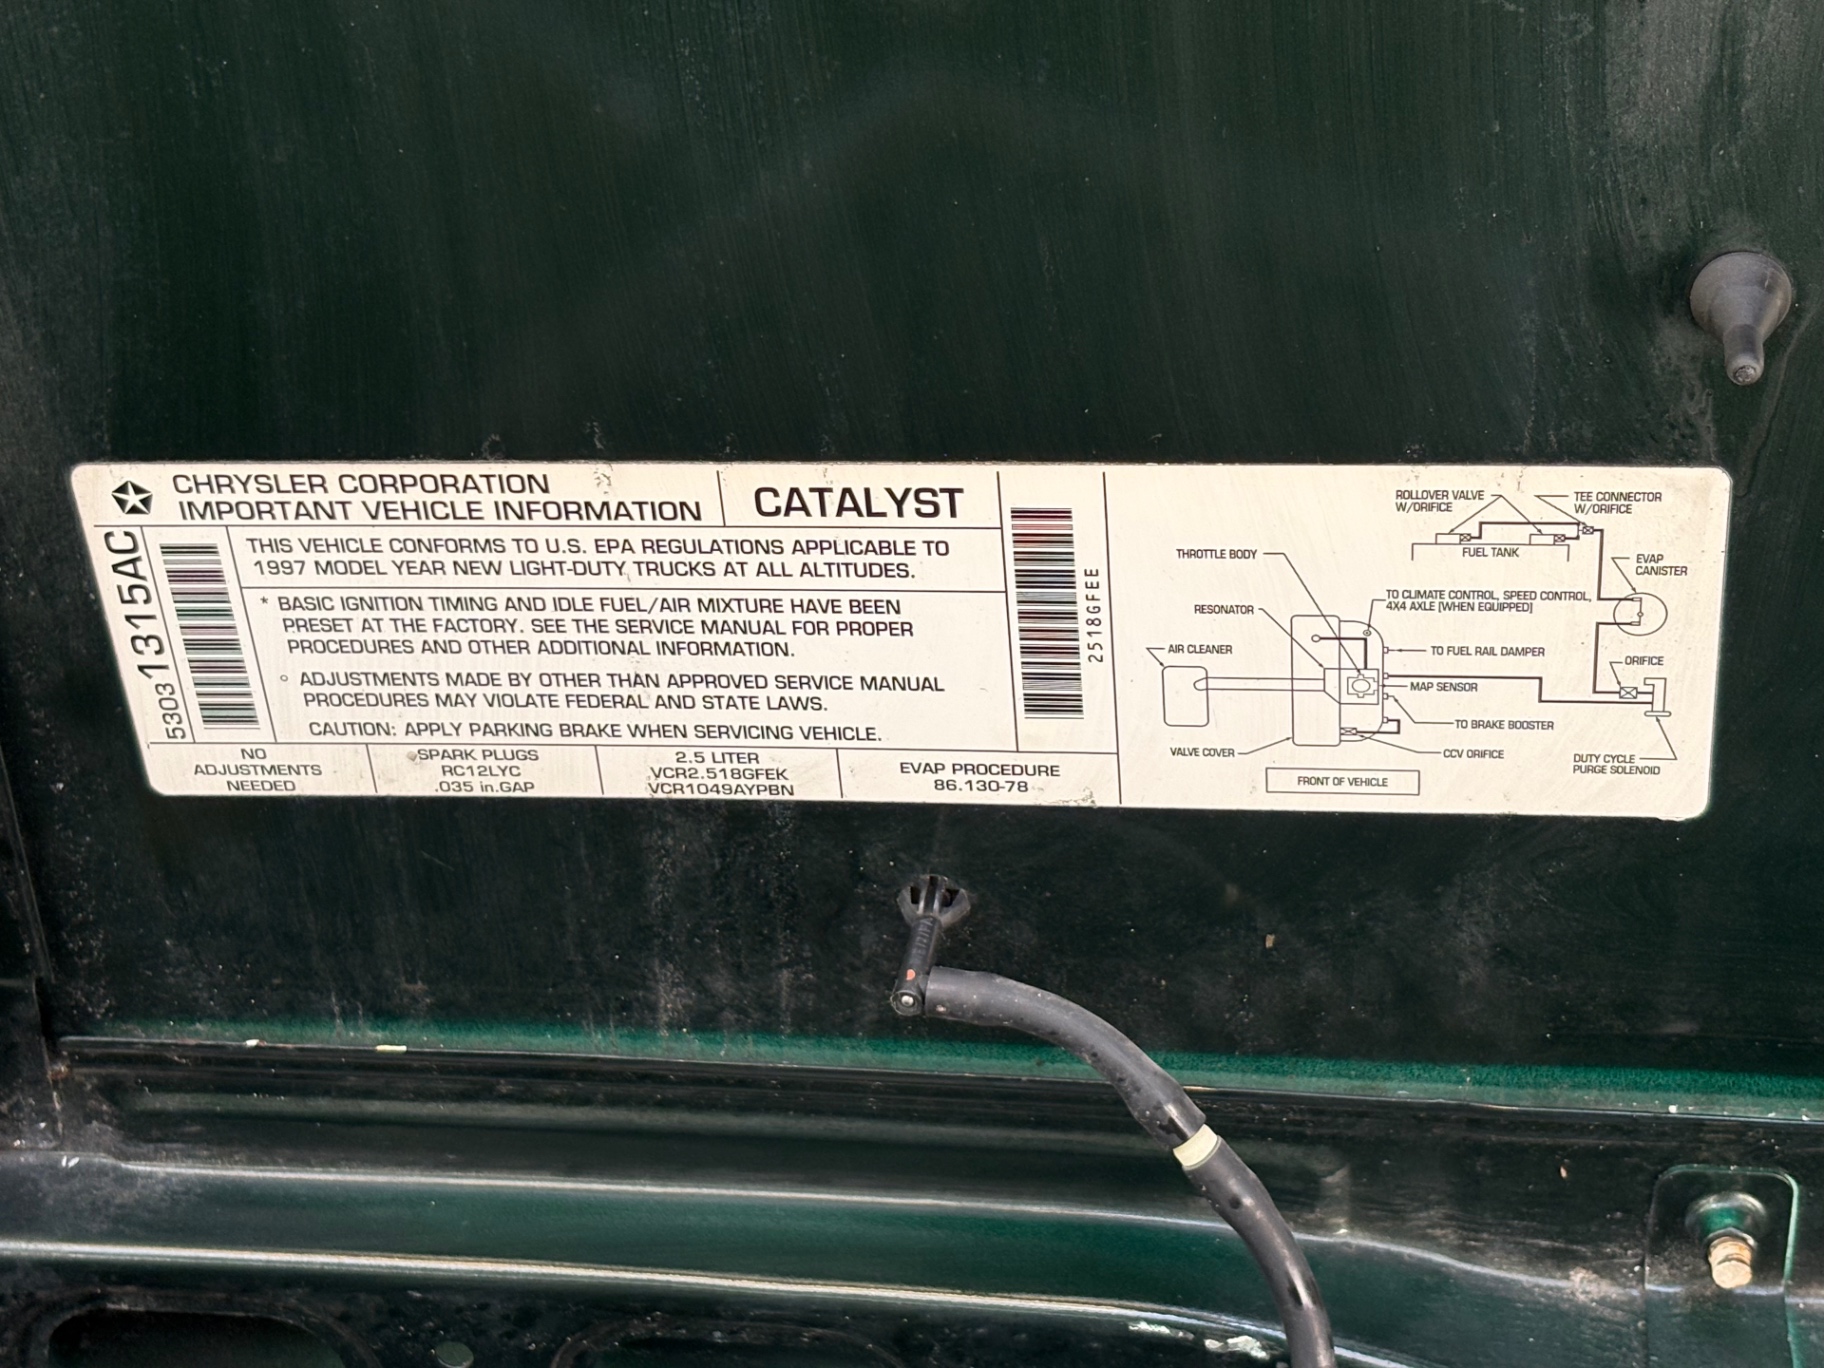 CHRYSLER CORPORATION
IMPORTANT VEHICLE INFORMATION
CATALYST
53031315AC
THIS VEHICLE CONFORMS TO U.S. EPA REGULATIONS APPLICABLE TO
1997 MODEL YEAR NEW LIGHT-DUTY TRUCKS AT ALL ALTITUDES.
* BASIC IGNITION TIMING AND IDLE FUEL/AIR MIXTURE HAVE BEEN
PRESET AT THE FACTORY. SEE THE SERVICE MANUAL FOR PROPER
PROCEDURES AND OTHER ADDITIONAL INFORMATION.
° ADJUSTMENTS MADE BY OTHER THAN APPROVED SERVICE MANUAL
PROCEDURES MAY VIOLATE FEDERAL AND STATE LAWS.
CAUTION: APPLY PARKING BRAKE WHEN SERVICING VEHICLE.
NO
ADJUSTMENTS
NEEDED
SPARK PLUGS
RC12LYC
.035 in.GAP
2.5 LITER
VCR2.518GFEK
VCR1049AYPBN
EVAP PROCEDURE
86.130-78
2518GFEE
ROLLOVER VALVE
W/ORIFICE
TEE CONNECTOR
W/ORIFICE
FUEL TANK
THROTTLE BODY
EVAP
CANISTER
TO CLIMATE CONTROL, SPEED CONTROL,
4X4 AXLE [WHEN EQUIPPED]
RESONATOR
AIR CLEANER
TO FUEL RAIL DAMPER
ORIFICE
MAP SENSOR
TO BRAKE BOOSTER
VALVE COVER
CCV ORIFICE
DUTY CYCLE
PURGE SOLENOID
FRONT OF VEHICLE